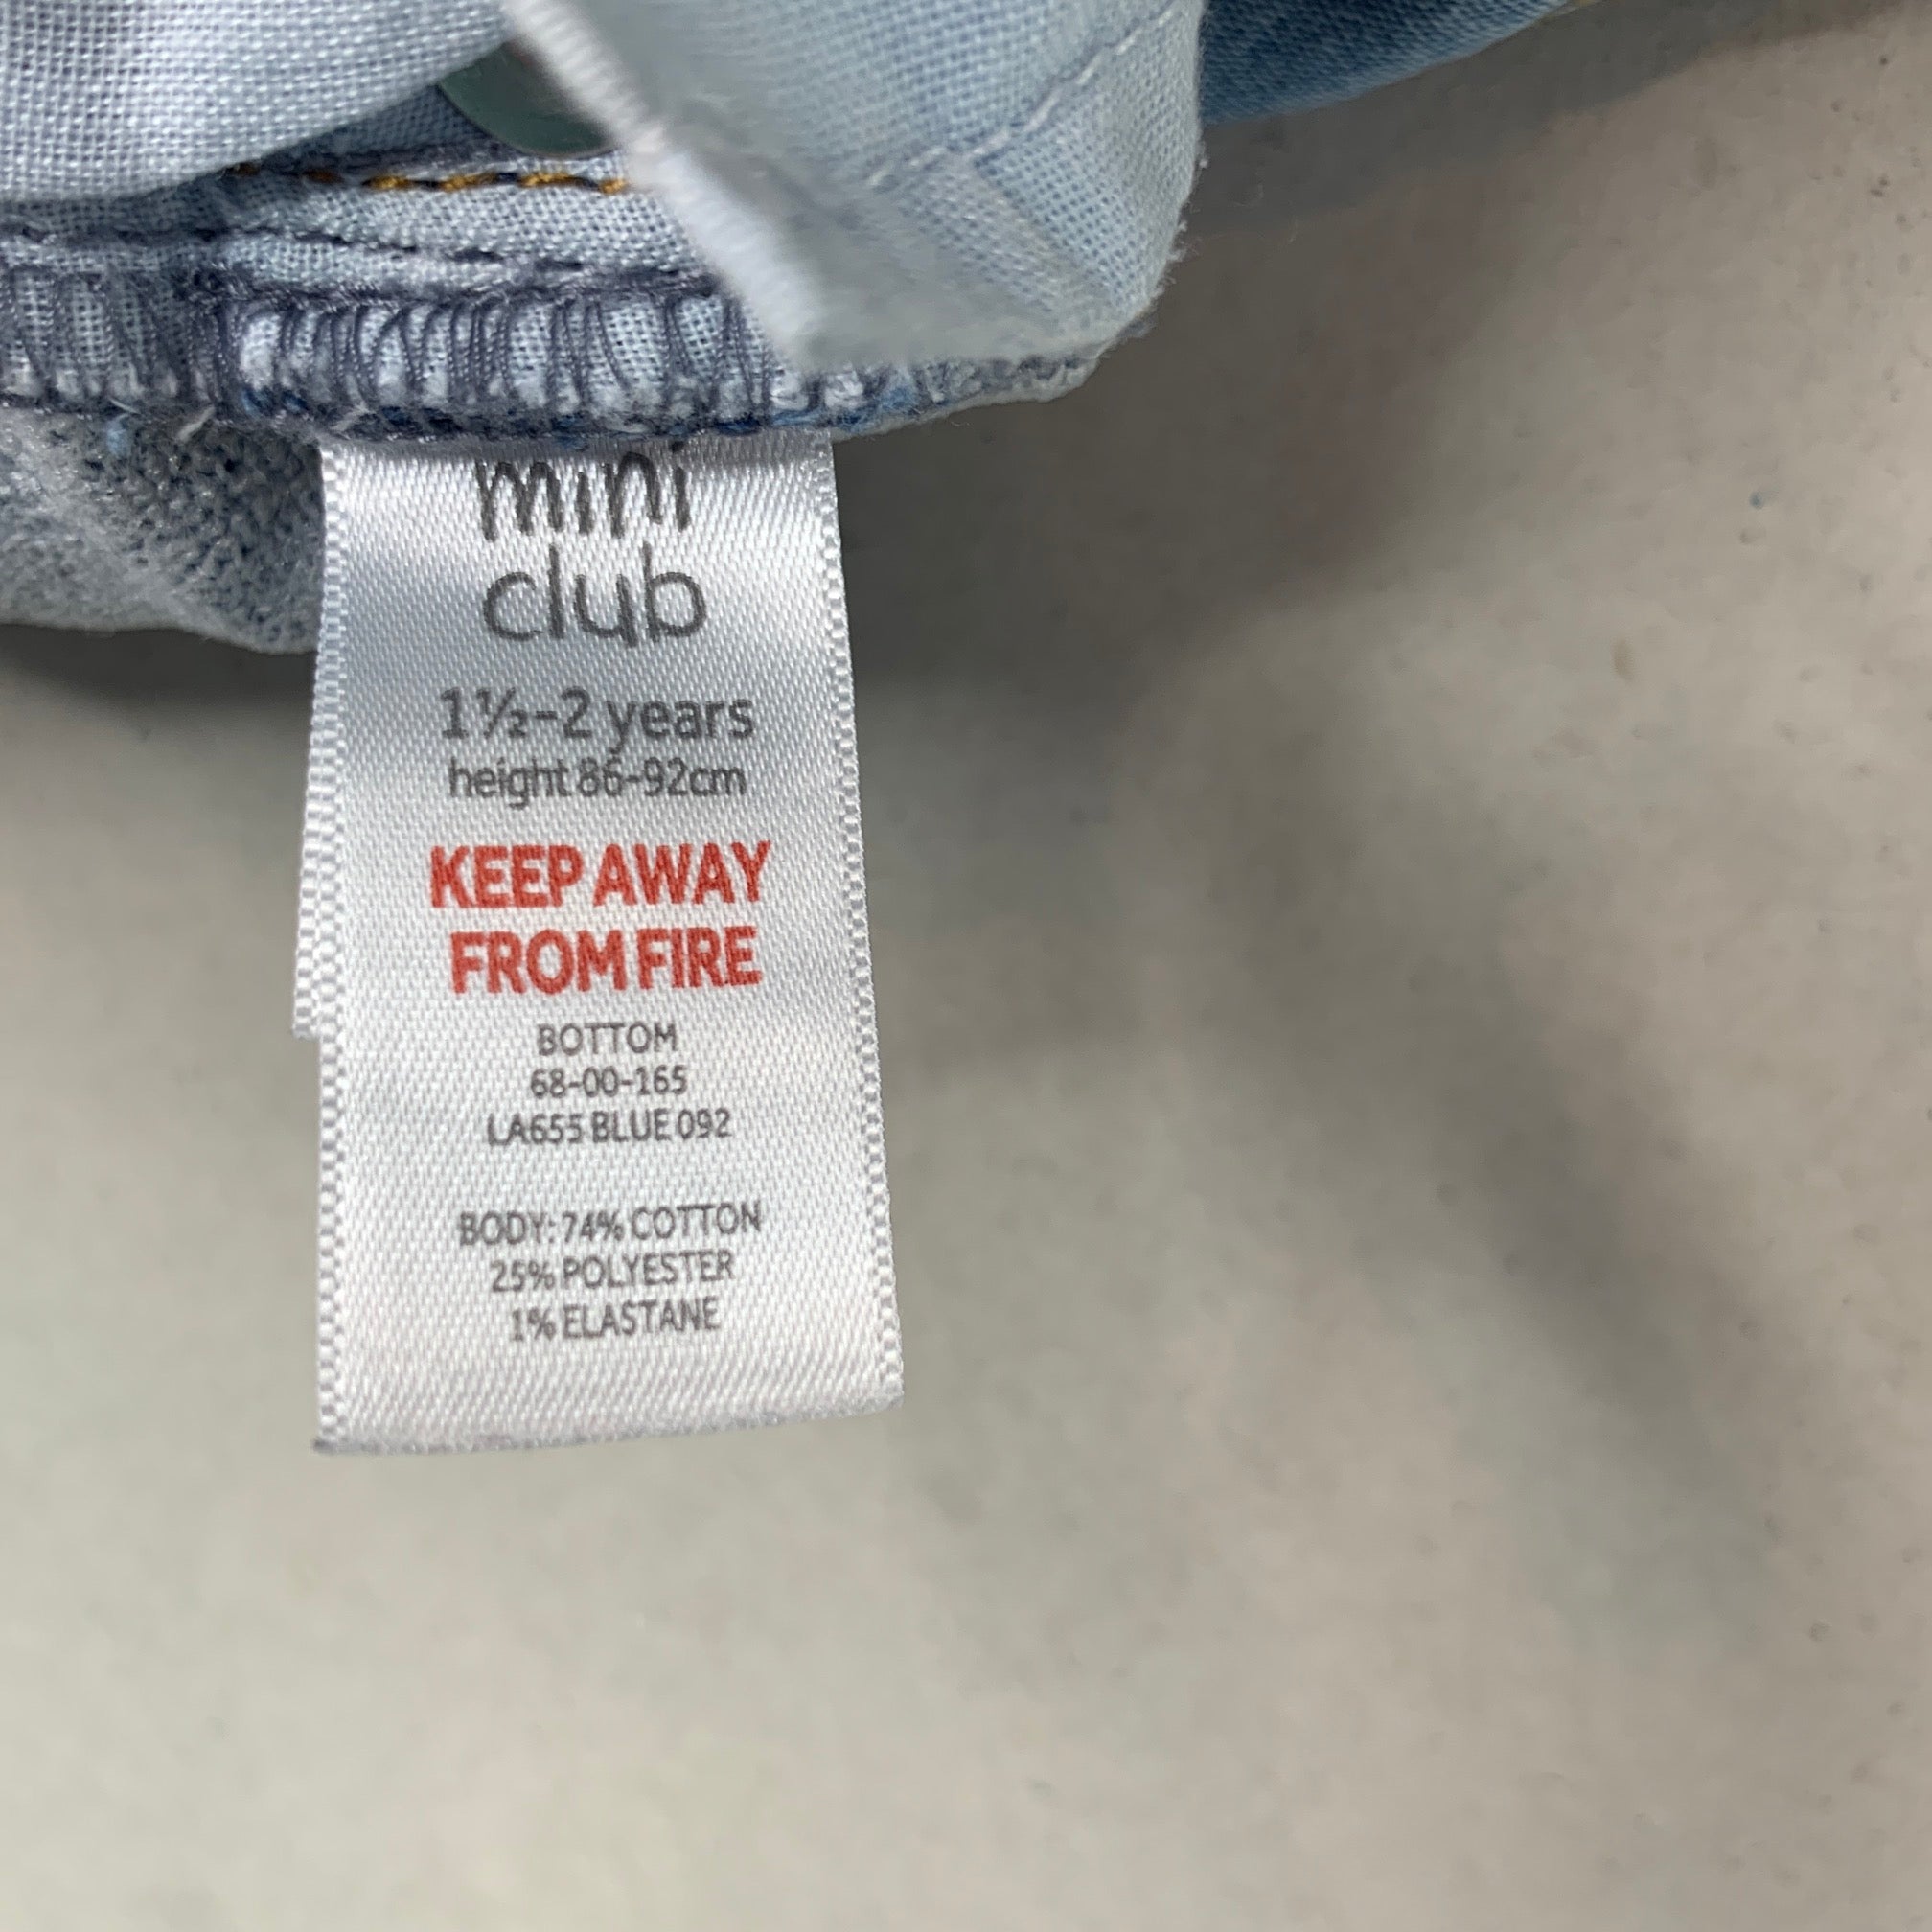 mini
club
1½-2 years
height 86-92cm
KEEP AWAY
FROM FIRE
BOTTOM
68-00-165
LA655 BLUE 092
BODY: 74% COTTON
25% POLYESTER
1% ELASTANE